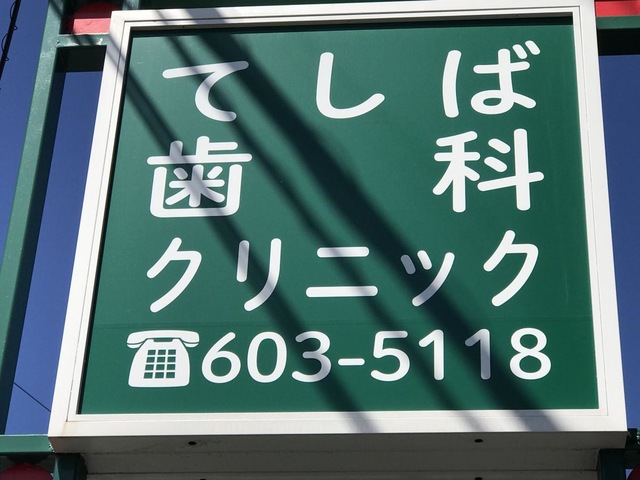 てしば
歯科
クリニック
☎603-5118